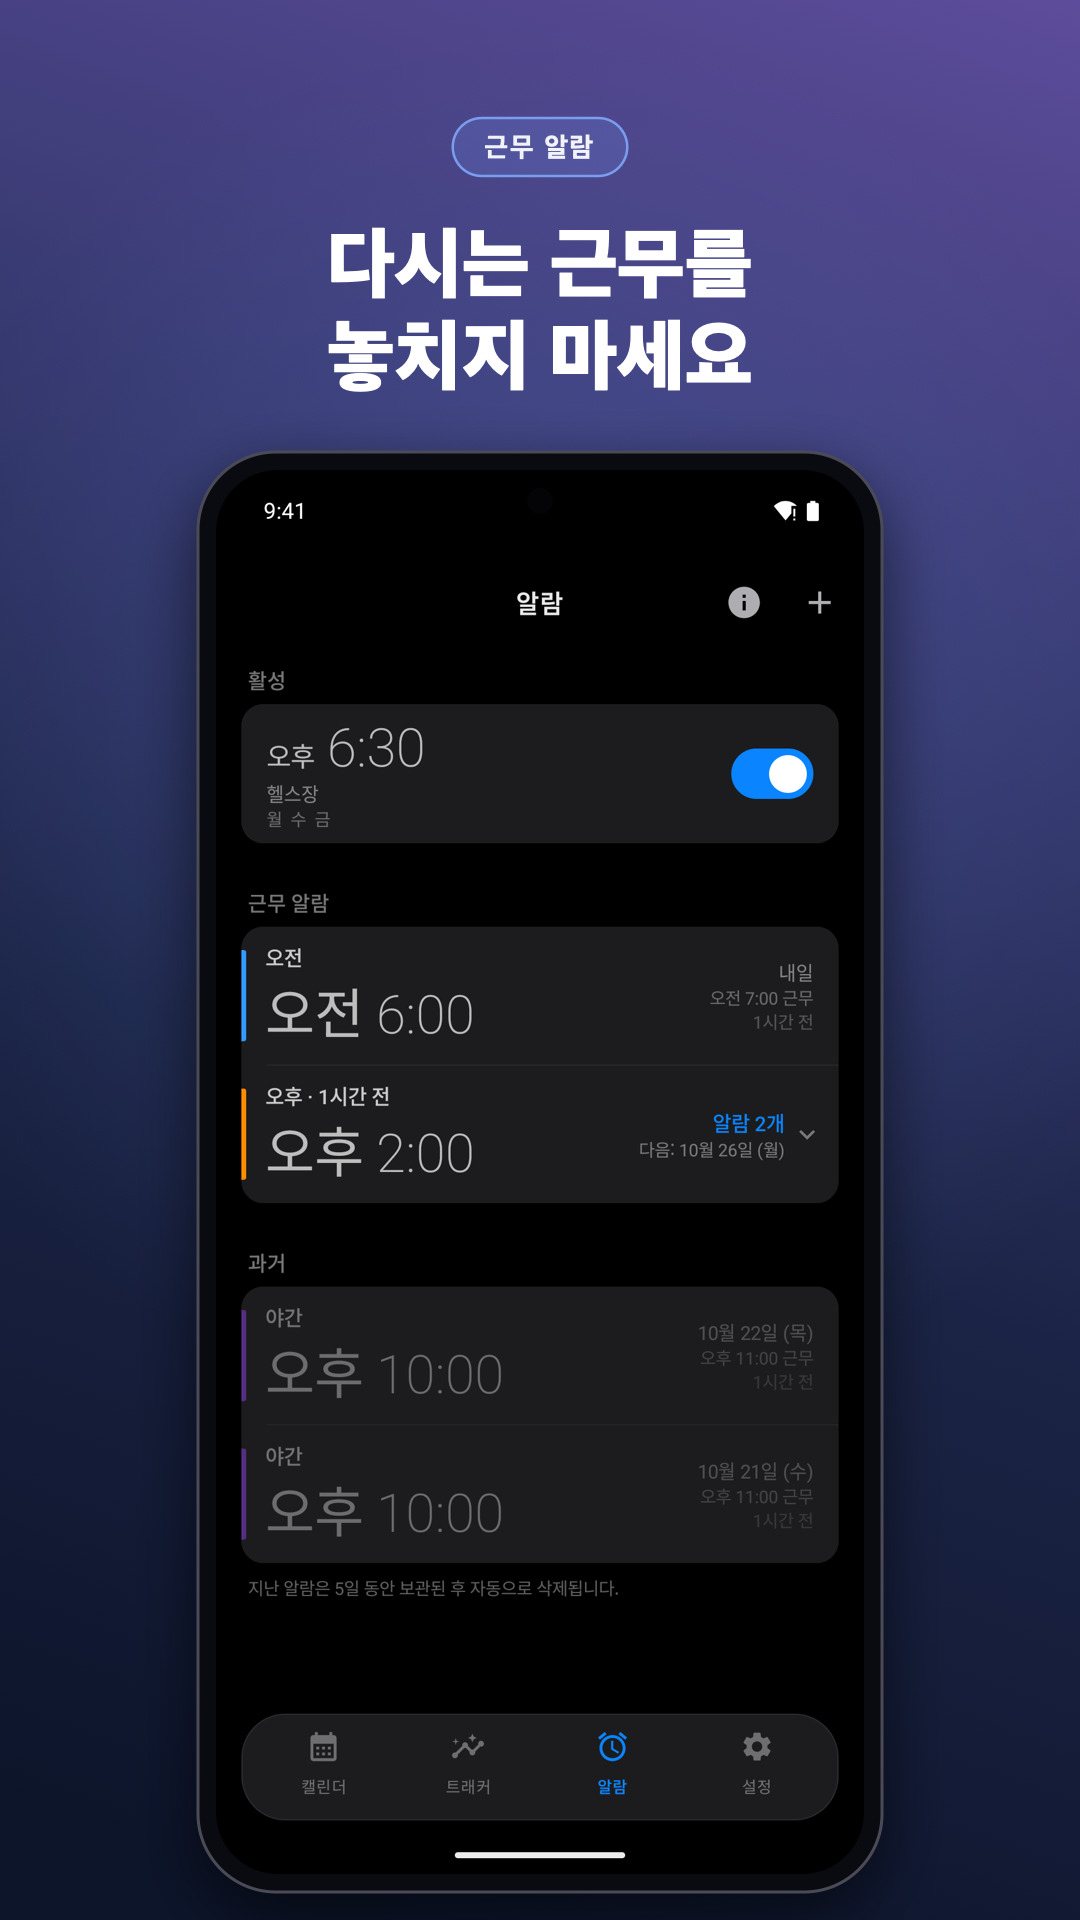 근무 알람
다시는 근무를
놓치지 마세요
9:41
알람
활성
오후 6:30
헬스장
월 수 금
근무 알람
오전
오전 6:00
내일
오전 7:00 근무
1시간 전
오후 · 1시간 전
오후 2:00
알람 2개
다음: 10월 26일 (월)
과거
야간
오후 10:00
10월 22일 (목)
오후 11:00 근무
1시간 전
야간
오후 10:00
10월 21일 (수)
오후 11:00 근무
1시간 전
지난 알람은 5일 동안 보관된 후 자동으로 삭제됩니다.
캘린더
트래커
알람
설정